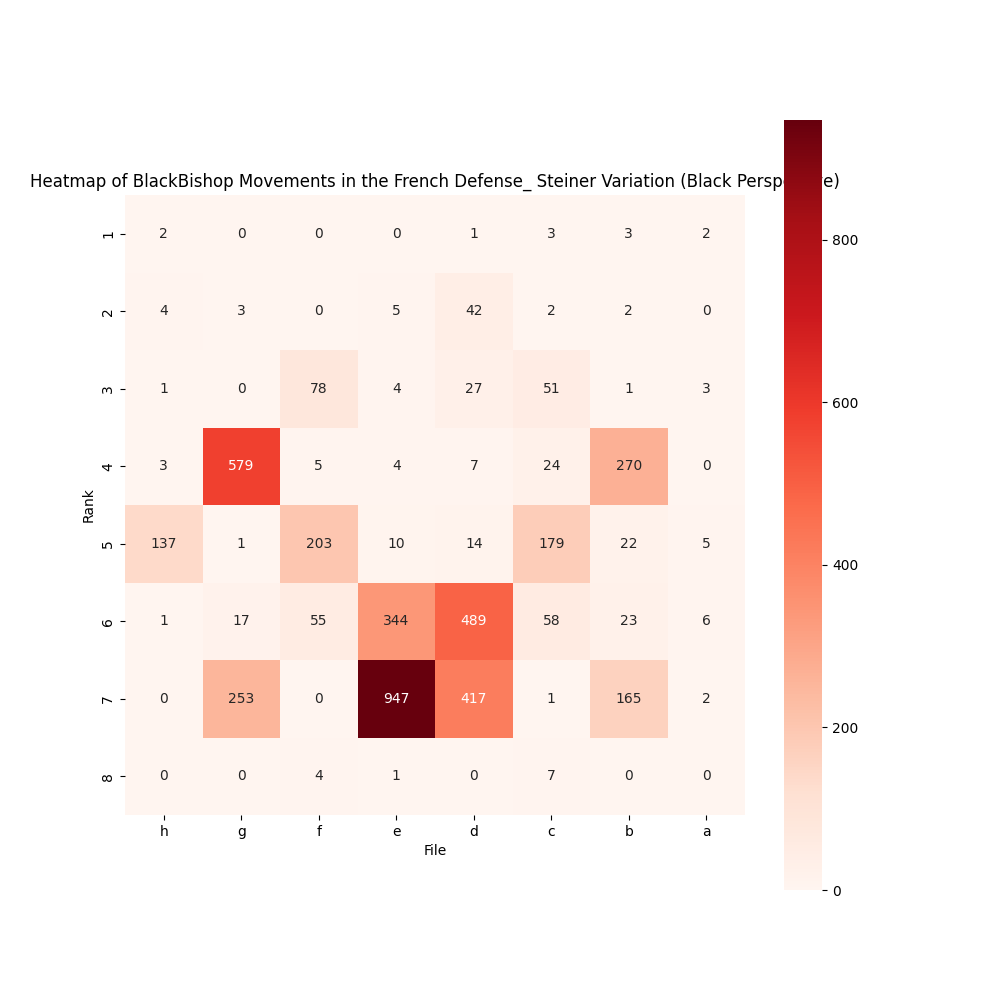 Heatmap of BlackBishop Movements in the French Defense_ Steiner Variation (Black Persp e)
1 2 0 0 0 1 3 3 2
2 4 3 0 5 42 2 2 0
3 1 0 78 4 27 51 1 3
4 3 579 5 4 7 24 270 0
5 137 1 203 10 14 179 22 5
6 1 17 55 344 489 58 23 6
7 0 253 0 947 417 1 165 2
8 0 0 4 1 0 7 0 0
h g f e d c b a
File
Rank
800
600
400
200
0